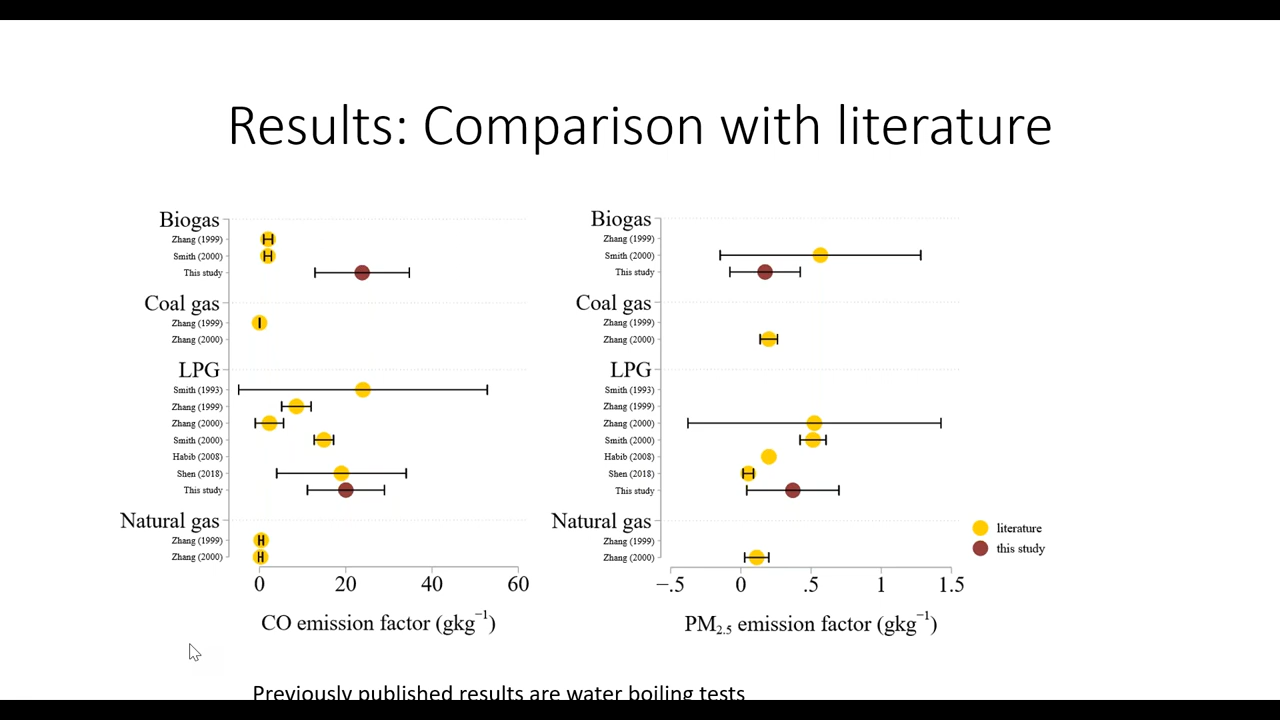 Results: Comparison with literature
Biogas
Zhang (1999)
Smith (2000)
This study
Coal gas
Zhang (1999)
Zhang (2000)
LPG
Smith (1993)
Zhang (1999)
Zhang (2000)
Smith (2000)
Habib (2008)
Shen (2018)
This study
Natural gas
Zhang (1999)
Zhang (2000)
0 20 40 60
CO emission factor (gkg⁻¹)
Biogas
Zhang (1999)
Smith (2000)
This study
Coal gas
Zhang (1999)
Zhang (2000)
LPG
Smith (1993)
Zhang (1999)
Zhang (2000)
Smith (2000)
Habib (2008)
Shen (2018)
This study
Natural gas
Zhang (1999)
Zhang (2000)
−.5 0 .5 1 1.5
PM₂.₅ emission factor (gkg⁻¹)
literature
this study
Previously published results are water boiling tests